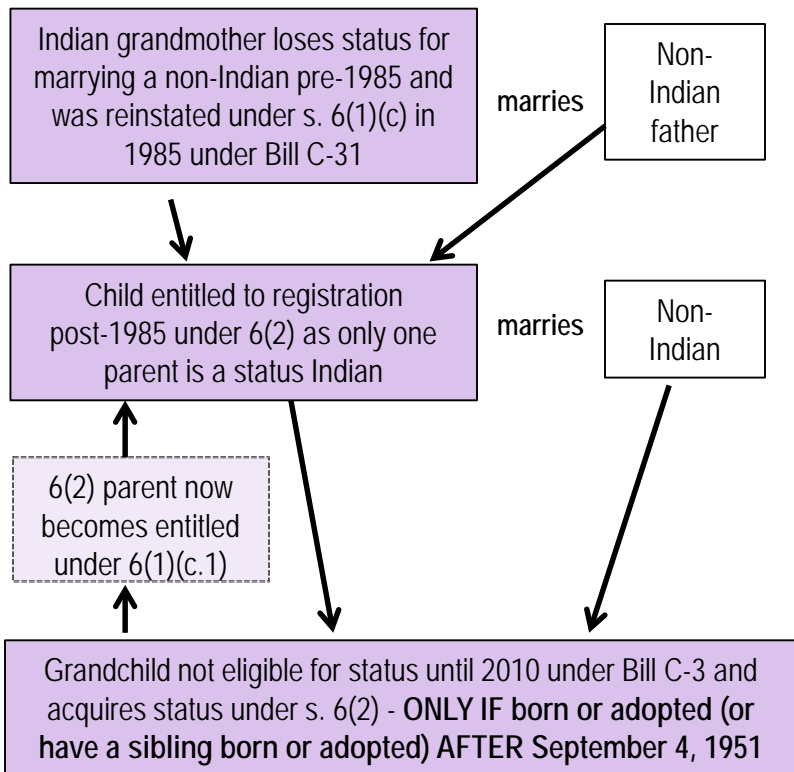 Indian grandmother loses status for
marrying a non-Indian pre-1985 and
was reinstated under s. 6(1)(c) in
1985 under Bill C-31
marries
Non-
Indian
father
Child entitled to registration
post-1985 under 6(2) as only one
parent is a status Indian
marries
Non-
Indian
6(2) parent now
becomes entitled
under 6(1)(c.1)
Grandchild not eligible for status until 2010 under Bill C-3 and
acquires status under s. 6(2) - ONLY IF born or adopted (or
have a sibling born or adopted) AFTER September 4, 1951